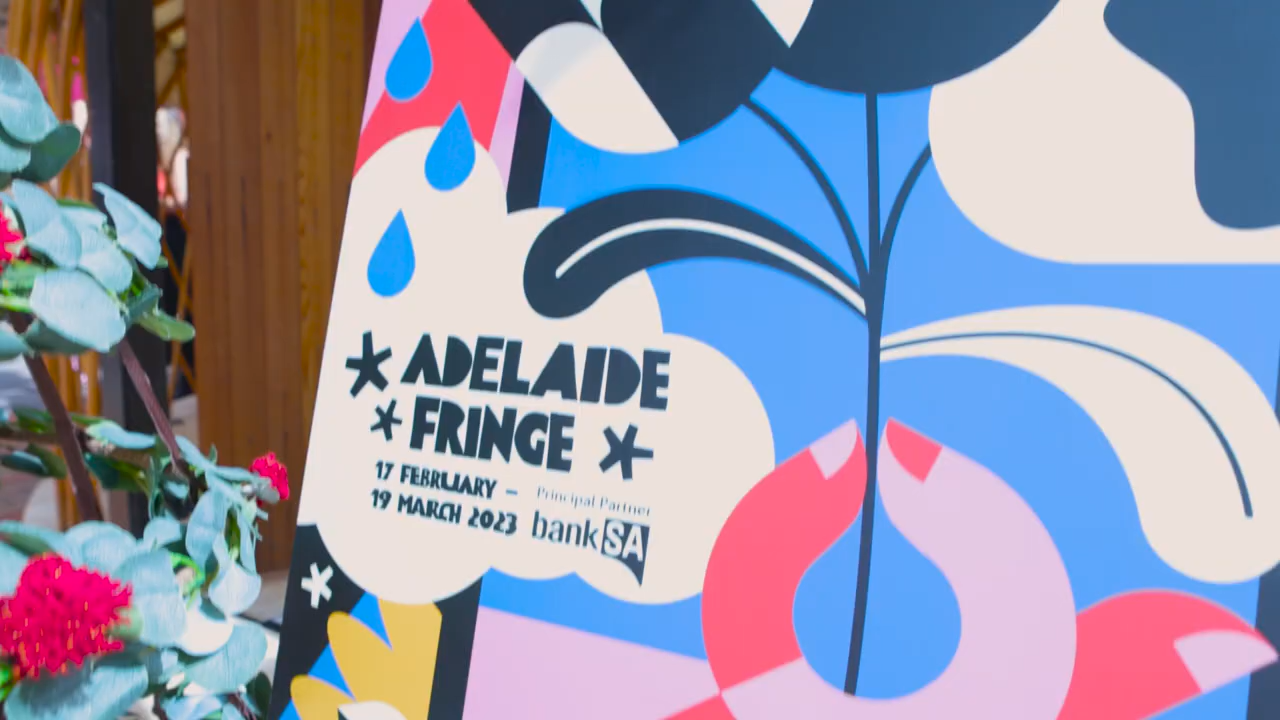 ADELAIDE
FRINGE
17 FEBRUARY –
19 MARCH 2023
Principal Partner
bankSA